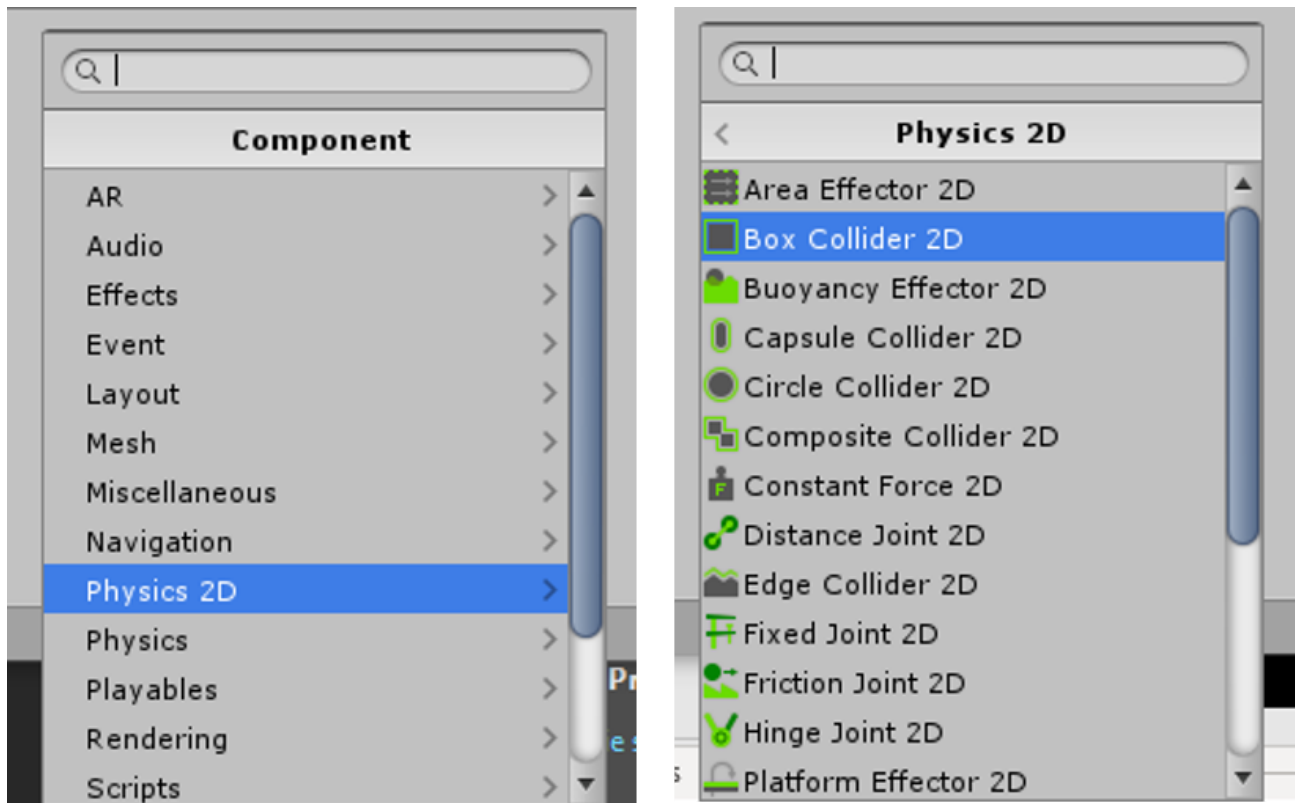 Component
AR
Audio
Effects
Event
Layout
Mesh
Miscellaneous
Navigation
Physics 2D
Physics
Playables
Rendering
Scripts
Physics 2D
Area Effector 2D
Box Collider 2D
Buoyancy Effector 2D
Capsule Collider 2D
Circle Collider 2D
Composite Collider 2D
Constant Force 2D
Distance Joint 2D
Edge Collider 2D
Fixed Joint 2D
Friction Joint 2D
Hinge Joint 2D
Platform Effector 2D